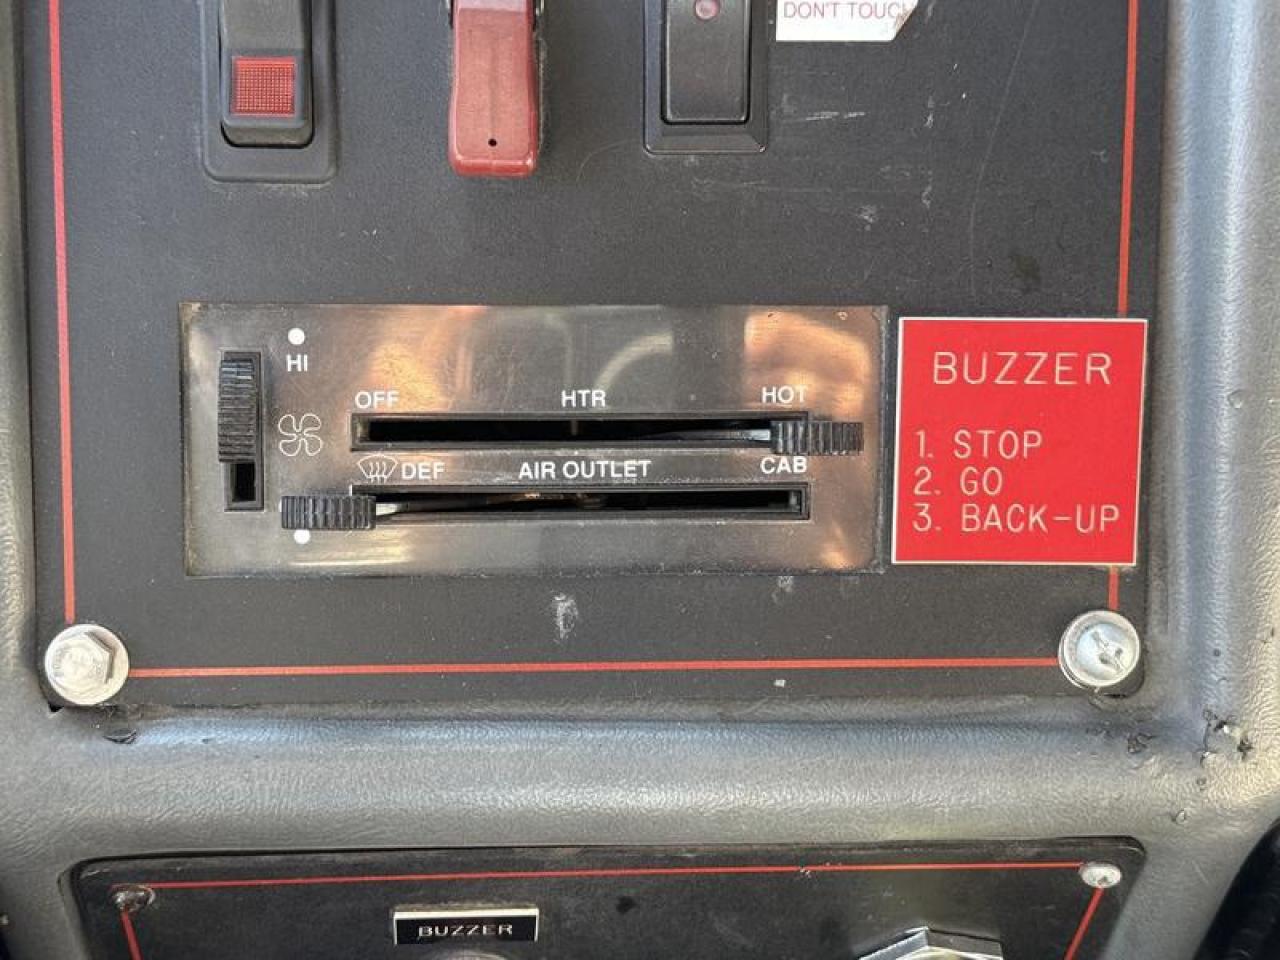 DON'T TOUCH
HI
OFF HTR HOT
DEF AIR OUTLET CAB
BUZZER
1. STOP
2. GO
3. BACK-UP
BUZZER